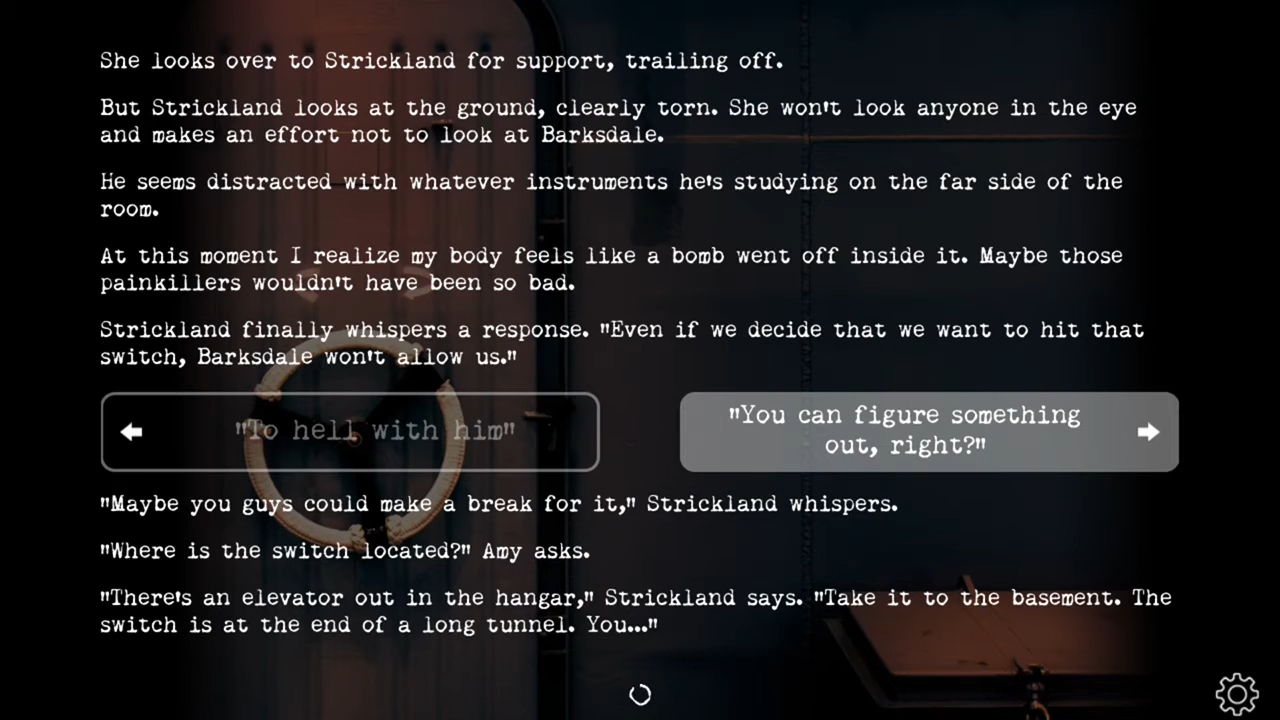 She looks over to Strickland for support, trailing off.
But Strickland looks at the ground, clearly torn. She won't look anyone in the eye
and makes an effort not to look at Barksdale.
He seems distracted with whatever instruments he's studying on the far side of the
room.
At this moment I realize my body feels like a bomb went off inside it. Maybe those
painkillers wouldn't have been so bad.
Strickland finally whispers a response. "Even if we decide that we want to hit that
switch, Barksdale won't allow us."
"To hell with him"
"You can figure something
out, right?"
"Maybe you guys could make a break for it," Strickland whispers.
"Where is the switch located?" Amy asks.
"There's an elevator out in the hangar," Strickland says. "Take it to the basement. The
switch is at the end of a long tunnel. You..."